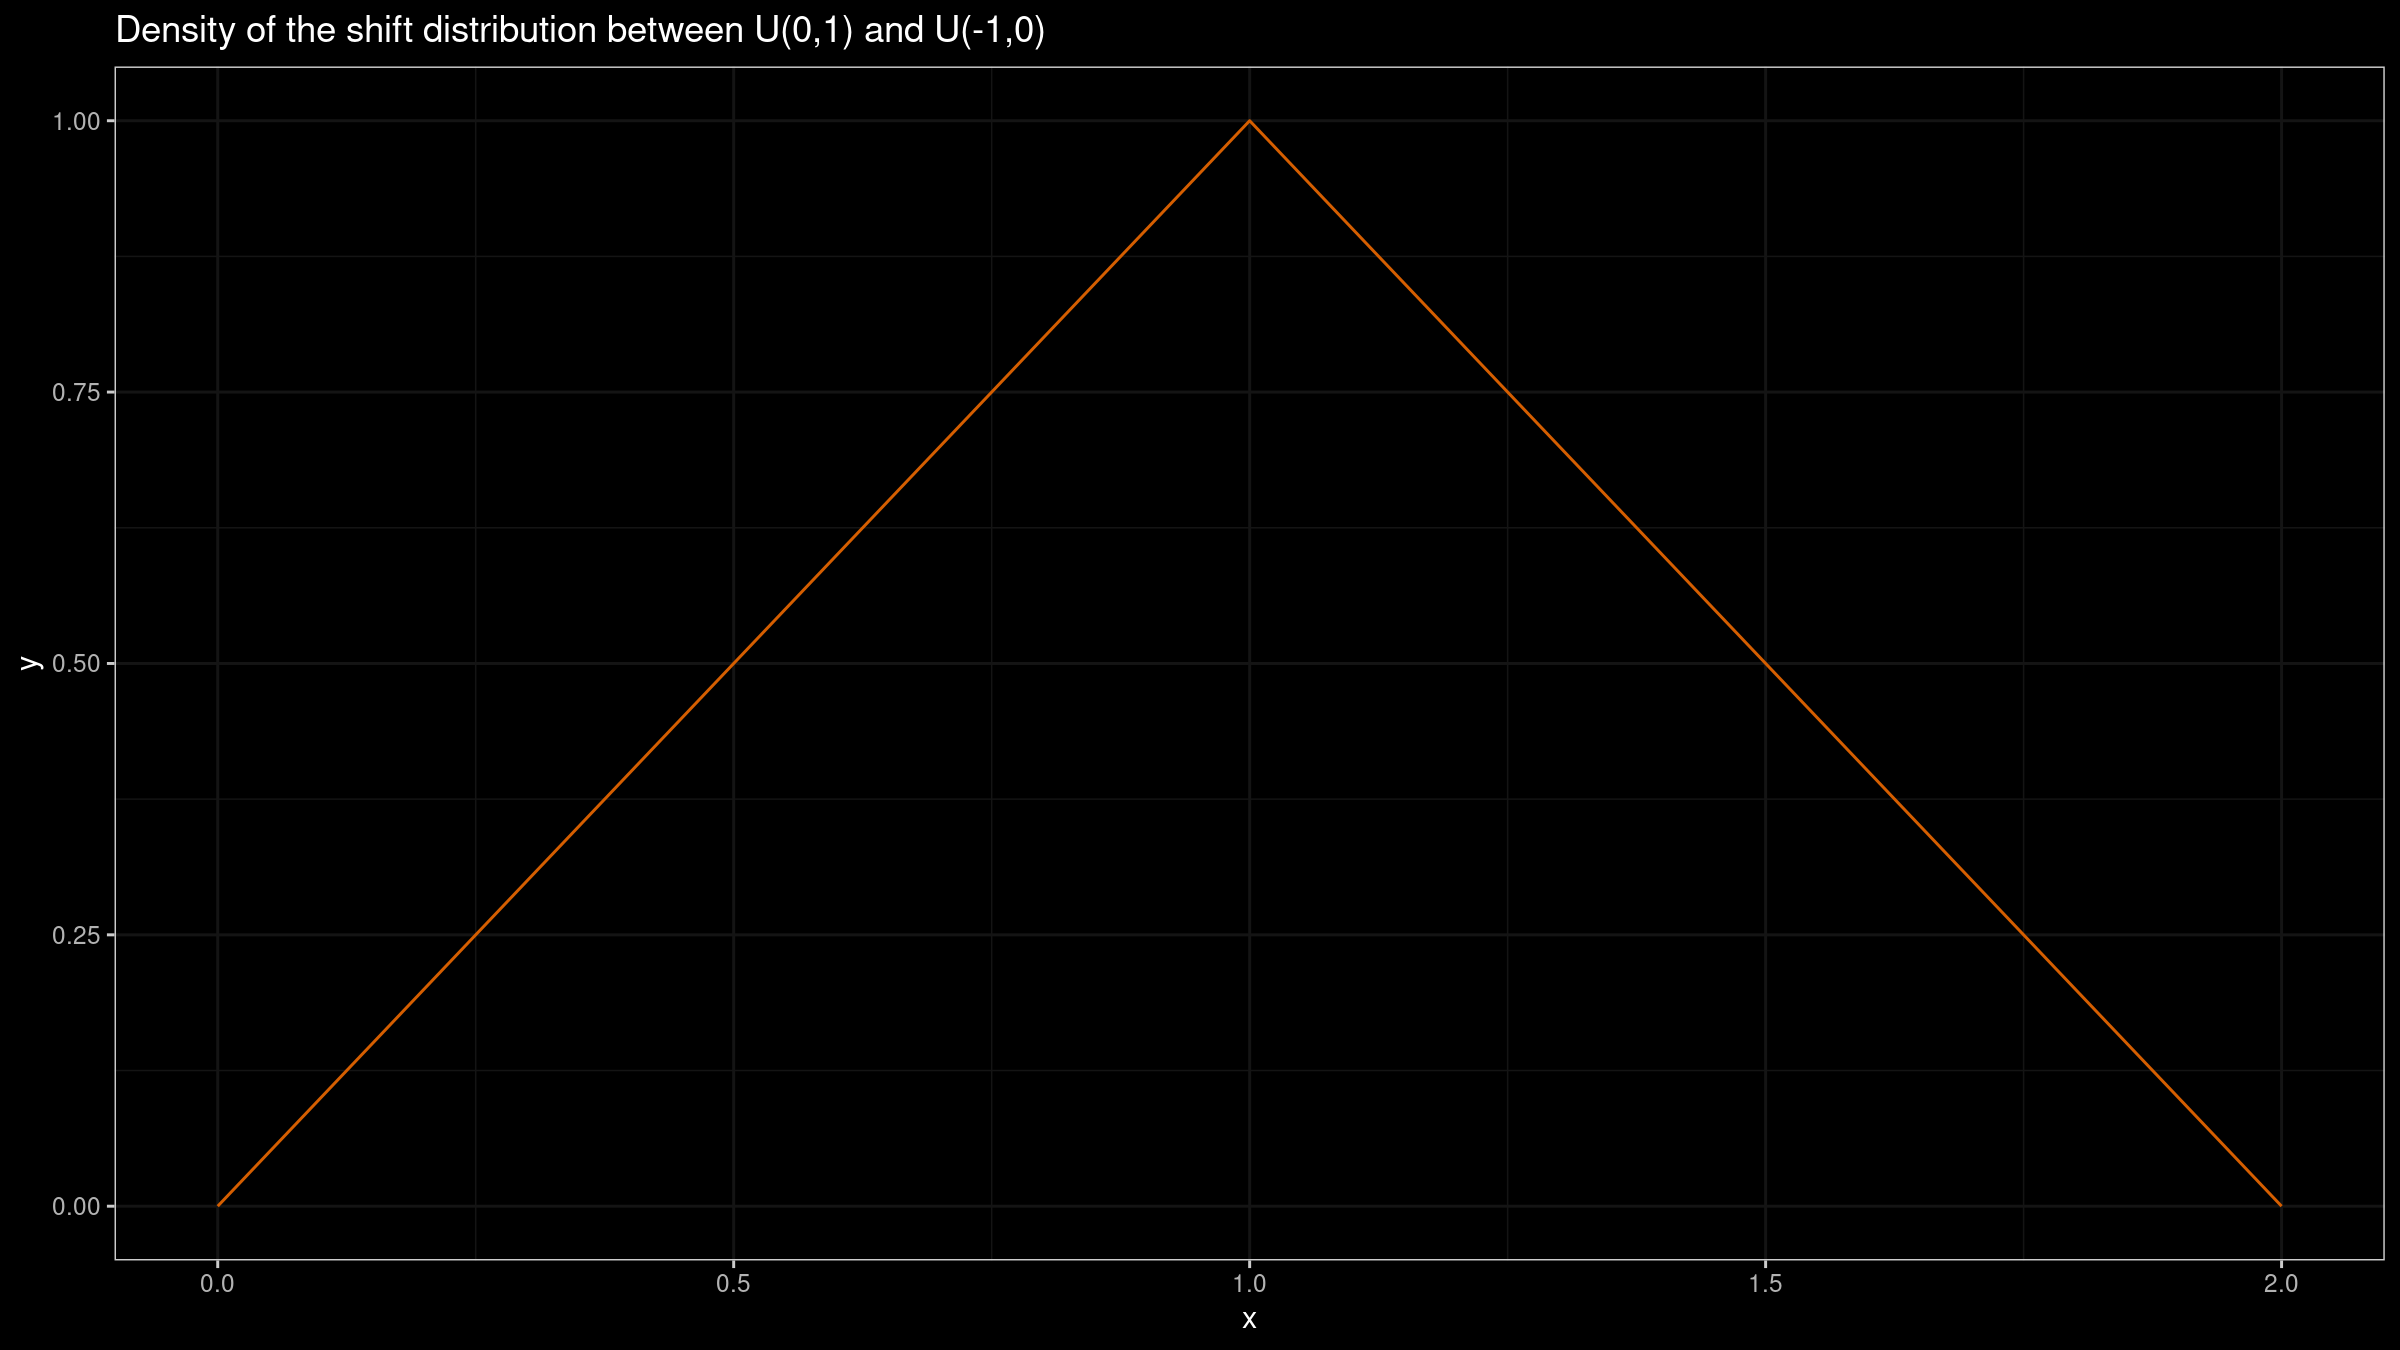 Density of the shift distribution between U(0,1) and U(-1,0)
1.00
0.75
0.50
0.25
0.00
y
0.0 0.5 1.0 1.5 2.0
x